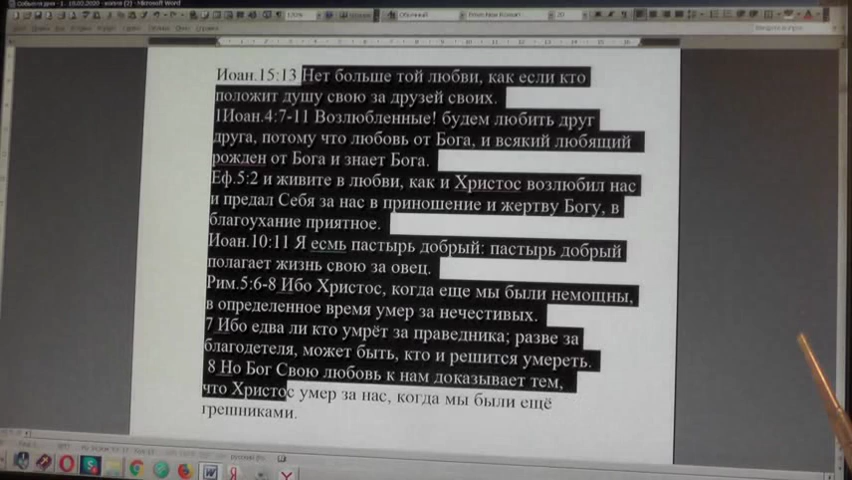 Иоан.15:13 Нет больше той любви, как если кто
положит душу свою за друзей своих.
1Иоан.4:7-11 Возлюбленные! будем любить друг
друга, потому что любовь от Бога, и всякий любящий
рожден от Бога и знает Бога.
Еф.5:2 и живите в любви, как и Христос возлюбил нас
и предал Себя за нас в приношение и жертву Богу, в
благоухание приятное.
Иоан.10:11 Я есмь пастырь добрый: пастырь добрый
полагает жизнь свою за овец.
Рим.5:6-8 Ибо Христос, когда еще мы были немощны,
в определенное время умер за нечестивых.
7 Ибо едва ли кто умрёт за праведника; разве за
благодетеля, может быть, кто и решится умереть.
8 Но Бог Свою любовь к нам доказывает тем,
что Христос умер за нас, когда мы были ещё
грешниками.